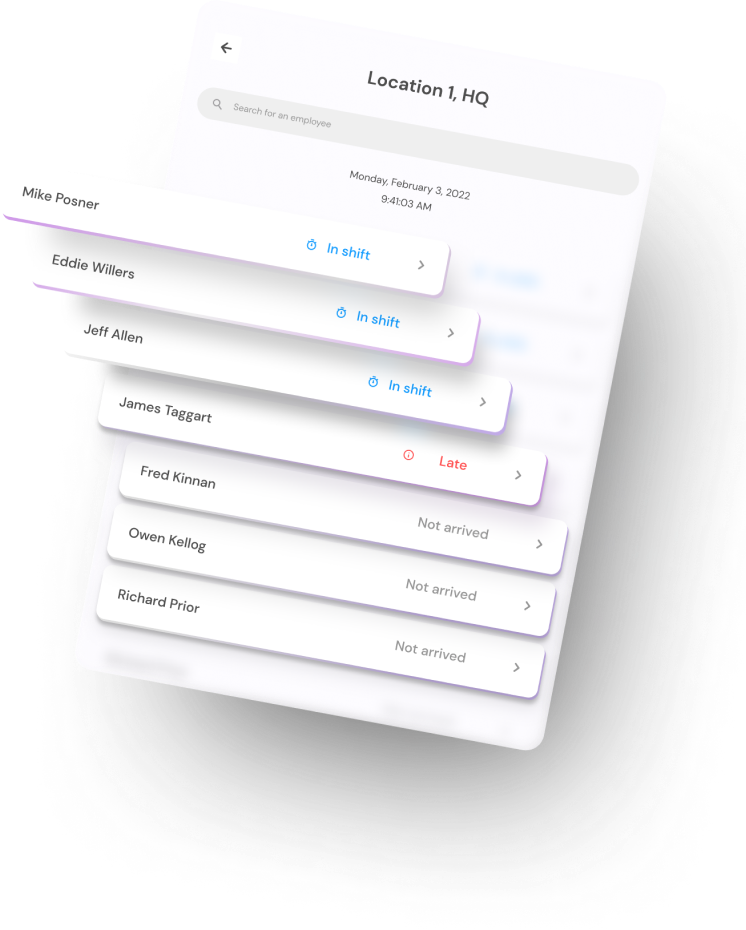 Location 1, HQ
Search for an employee
Monday, February 3, 2022
9:41:03 AM
Mike Posner
In shift
Eddie Willers
In shift
Jeff Allen
In shift
James Taggart
Late
Fred Kinnan
Not arrived
Owen Kellog
Not arrived
Richard Prior
Not arrived